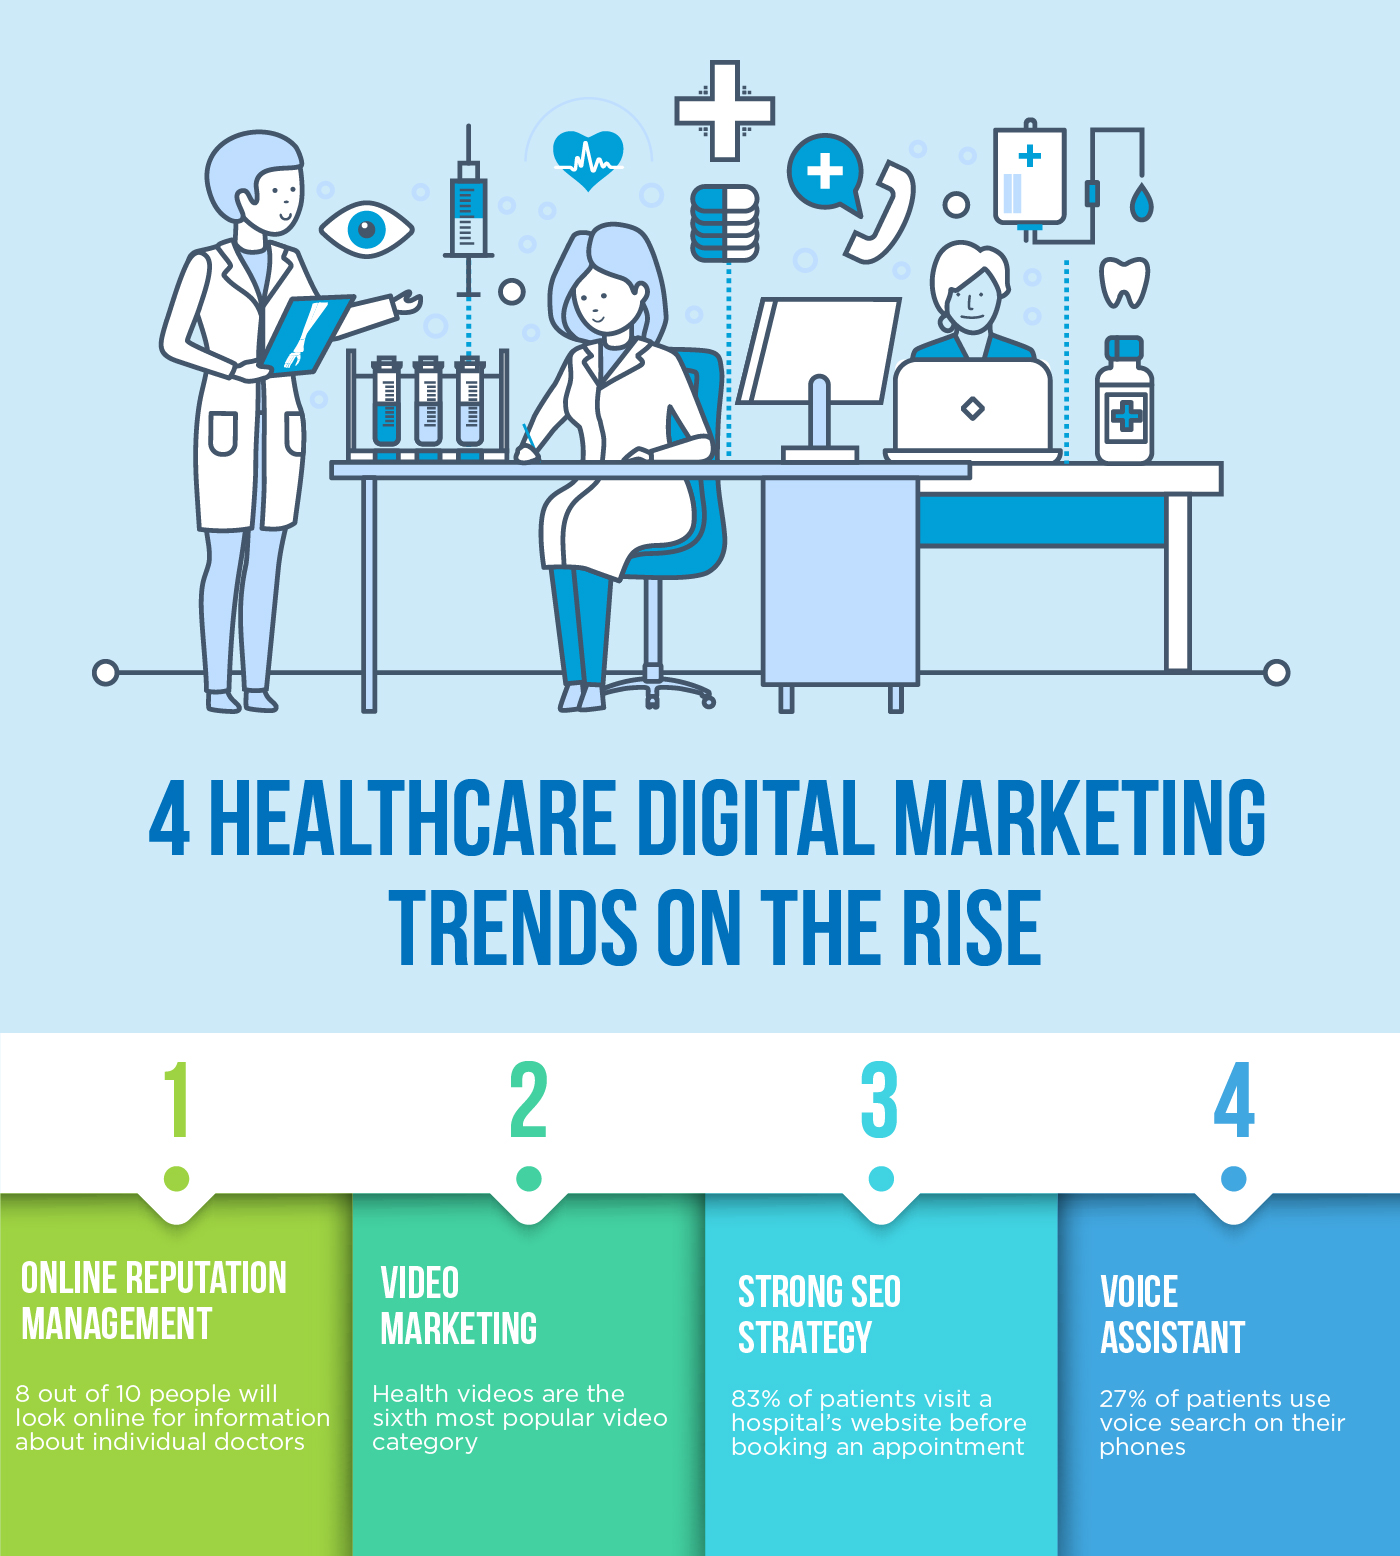 4 HEALTHCARE DIGITAL MARKETING
TRENDS ON THE RISE
1
ONLINE REPUTATION
MANAGEMENT
8 out of 10 people will
look online for information
about individual doctors
2
VIDEO
MARKETING
Health videos are the
sixth most popular video
category
3
STRONG SEO
STRATEGY
83% of patients visit a
hospital's website before
booking an appointment
4
VOICE
ASSISTANT
27% of patients use
voice search on their
phones